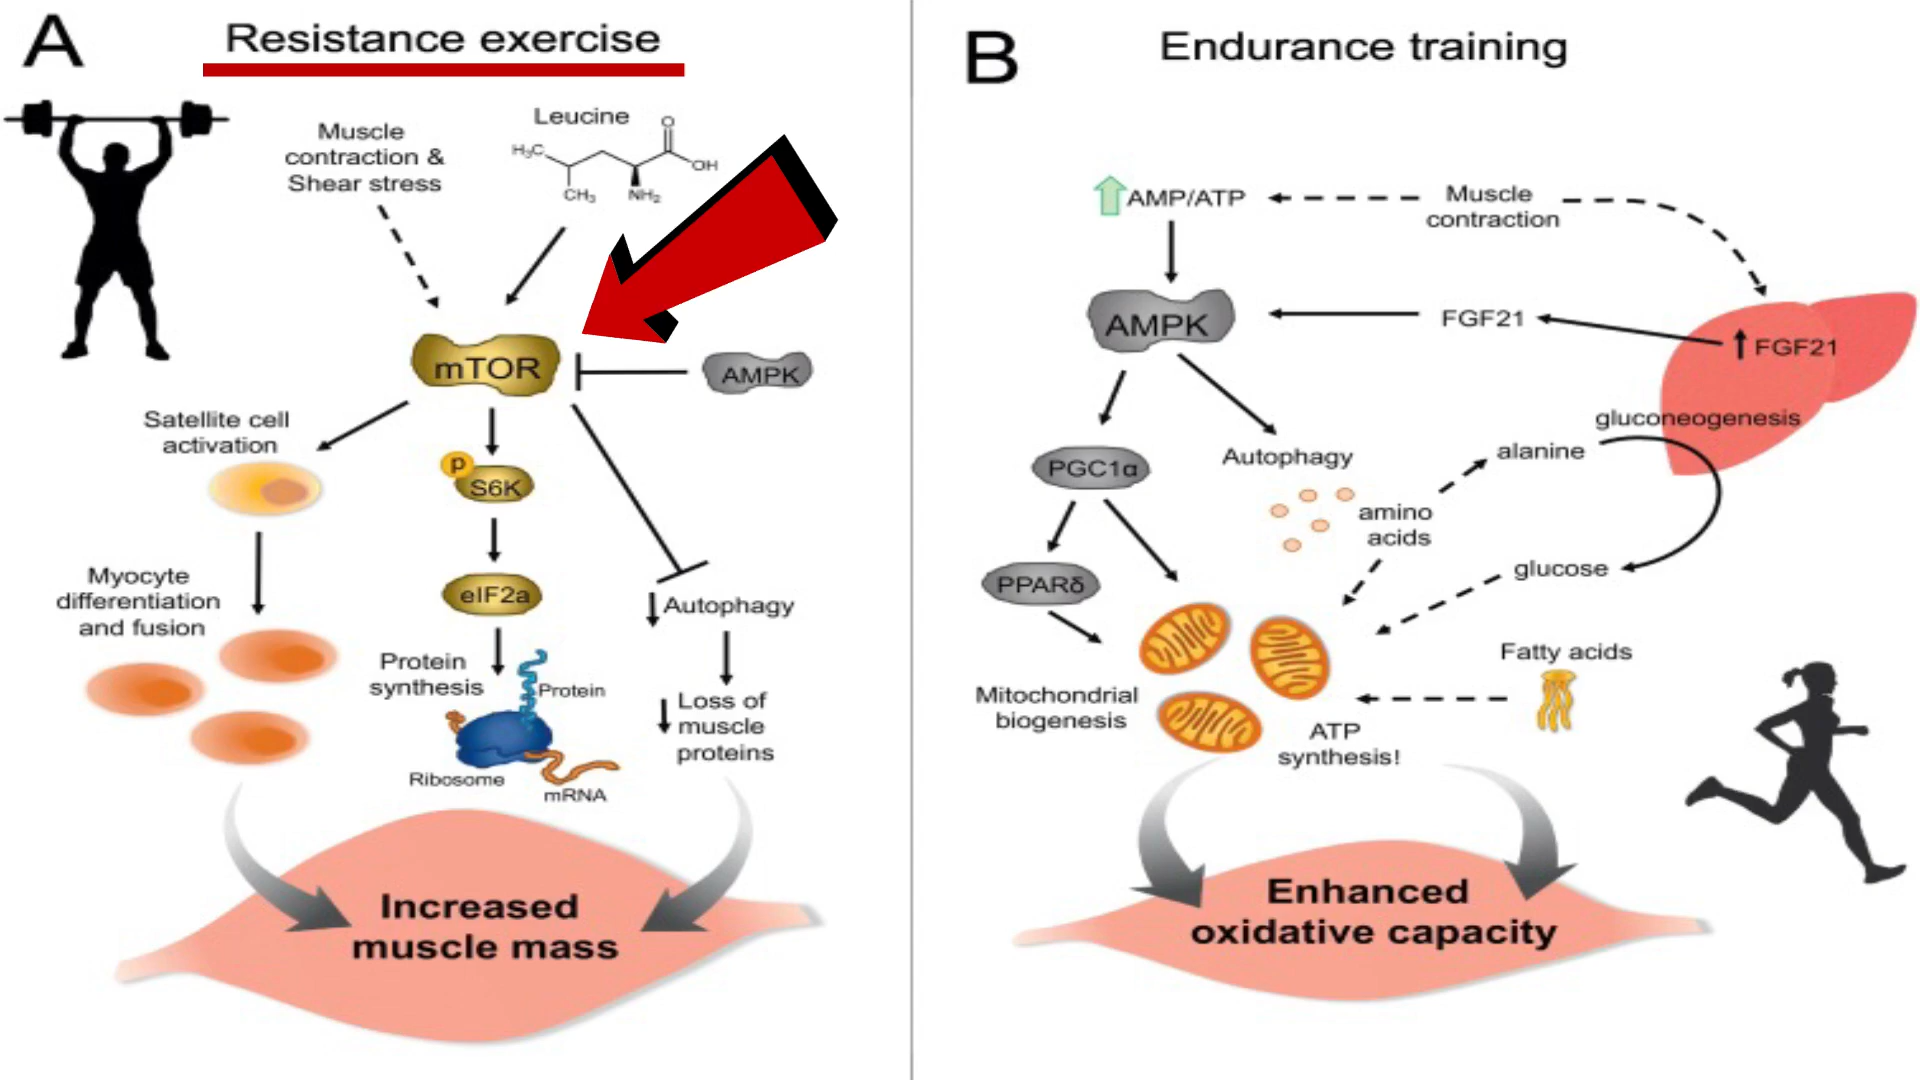 A
Resistance exercise
Muscle
contraction &
Shear stress
Leucine
H₃C
CH₃
O
OH
NH₂
mTOR
AMPK
Satellite cell
activation
p
S6K
Myocyte
differentiation
and fusion
eIF2a
Autophagy
Protein
synthesis
Protein
Ribosome
mRNA
Loss of
muscle
proteins
Increased
muscle mass
B
Endurance training
AMP/ATP
Muscle
contraction
AMPK
FGF21
FGF21
gluconeogenesis
PGC1α
Autophagy
alanine
amino
acids
PPARδ
glucose
Fatty acids
Mitochondrial
biogenesis
ATP
synthesis!
Enhanced
oxidative capacity